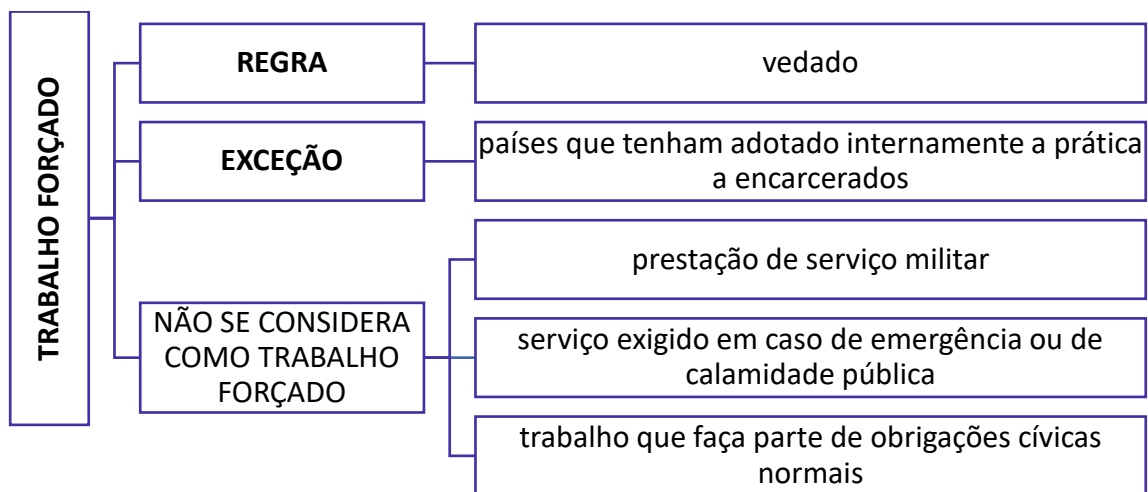 TRABALHO FORÇADO
REGRA
vedado
EXCEÇÃO
países que tenham adotado internamente a prática
a encarcerados
NÃO SE CONSIDERA
COMO TRABALHO
FORÇADO
prestação de serviço militar
serviço exigido em caso de emergência ou de
calamidade pública
trabalho que faça parte de obrigações cívicas
normais